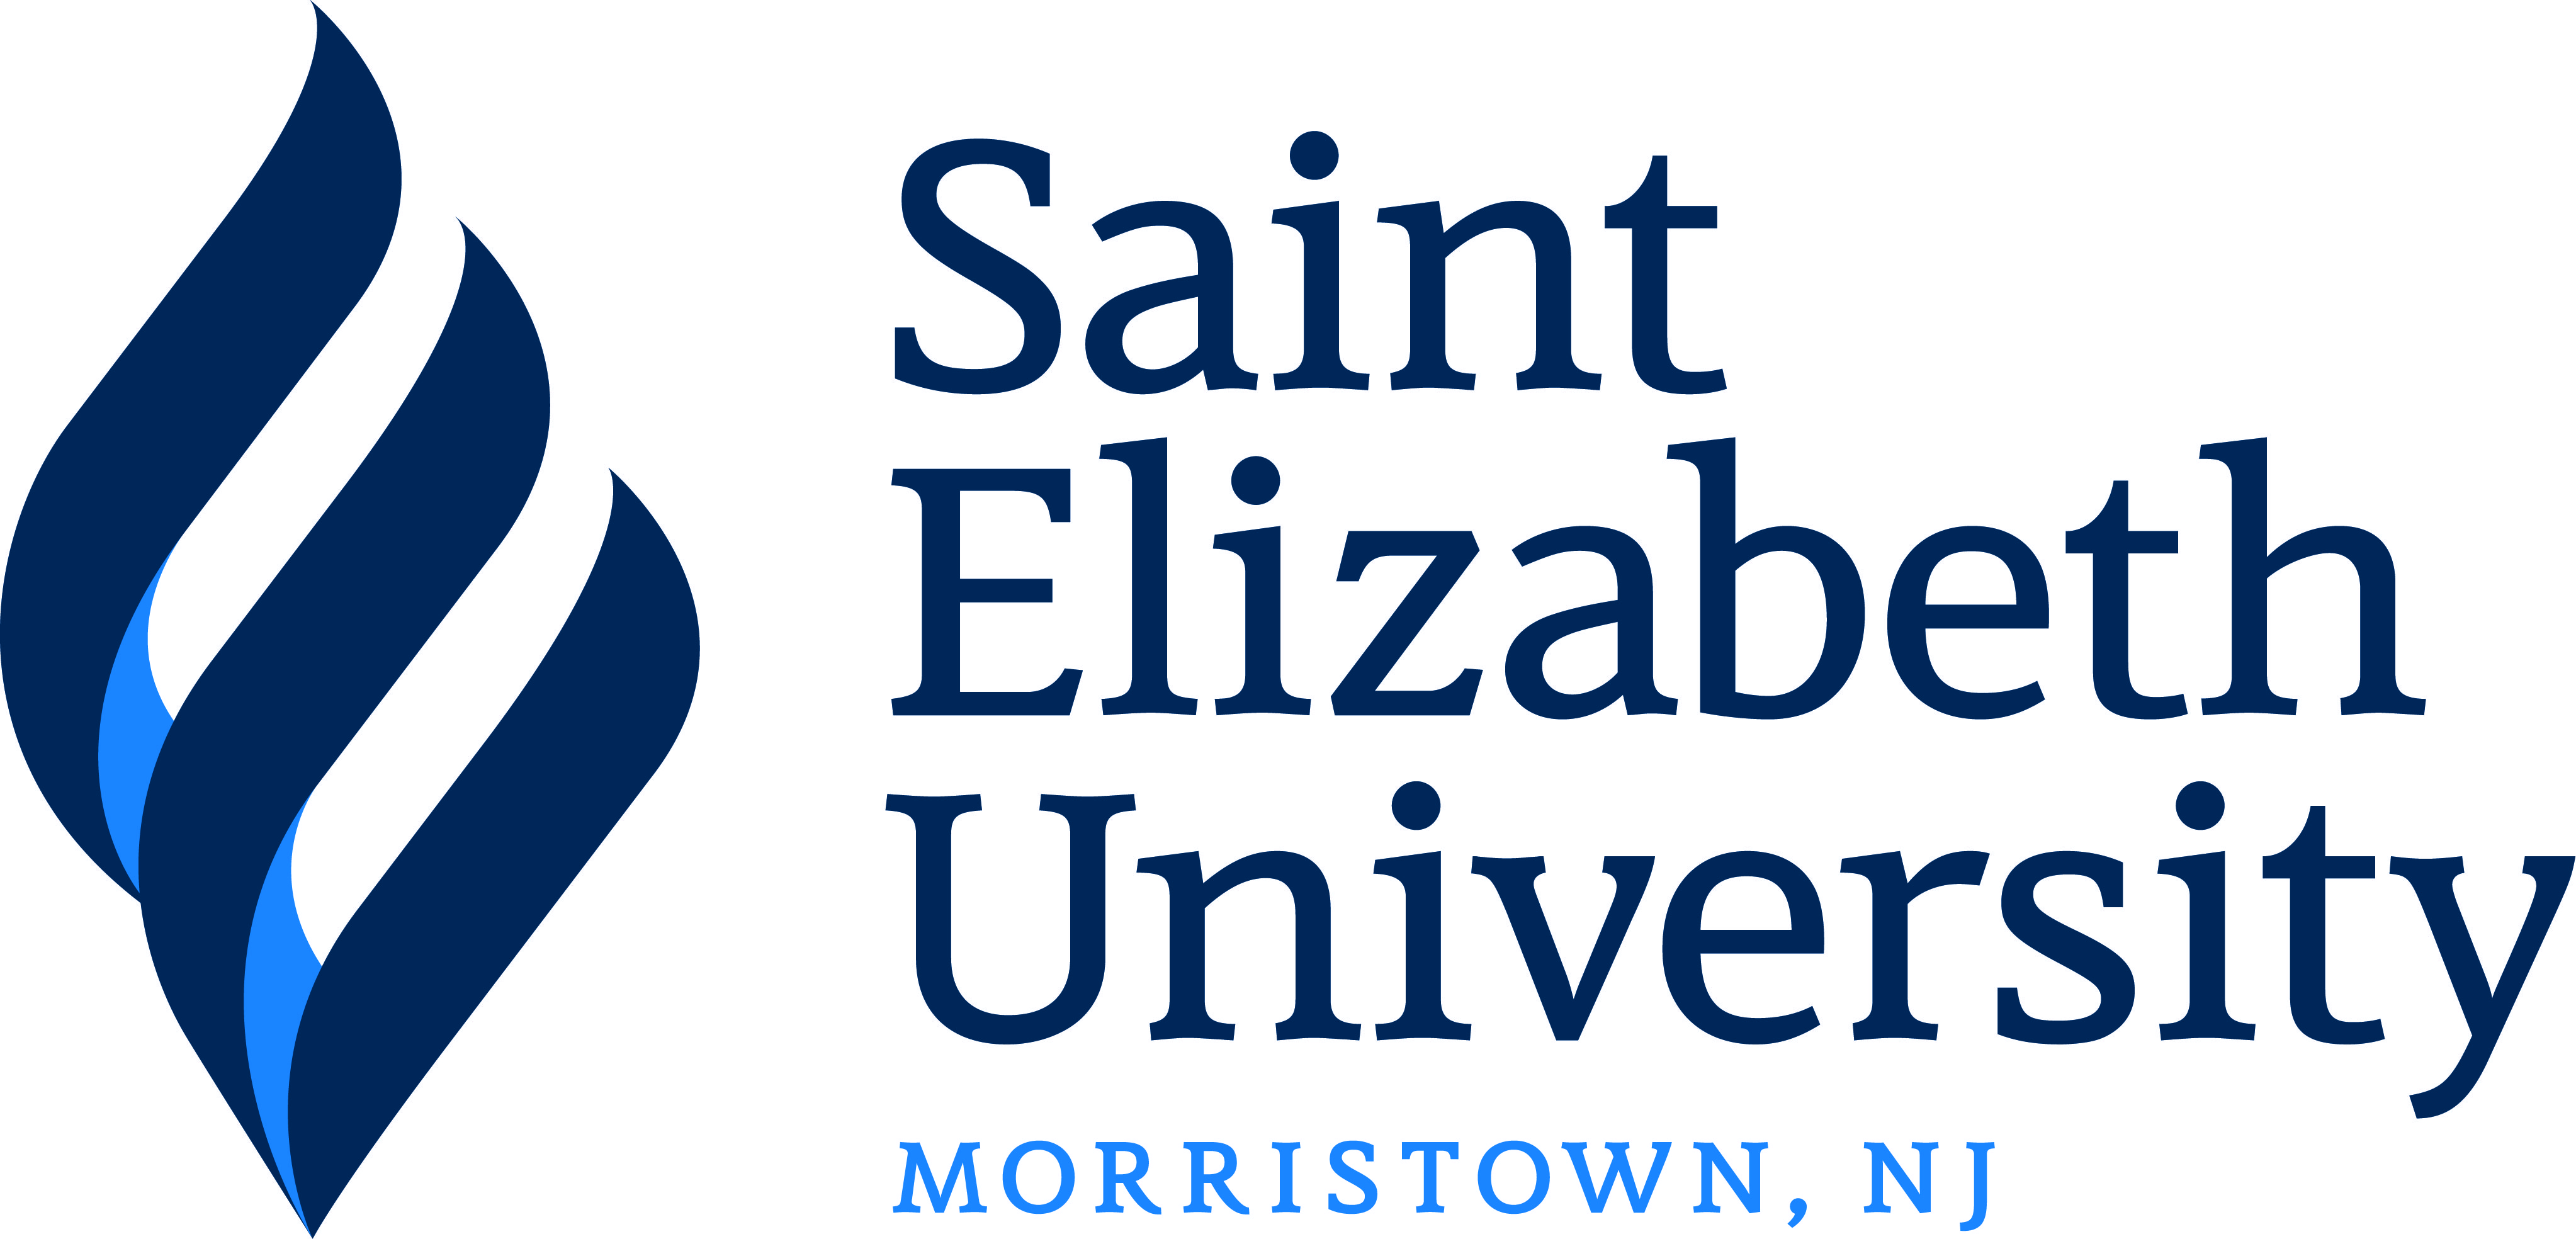 Saint
Elizabeth
University
MORRISTOWN, NJ